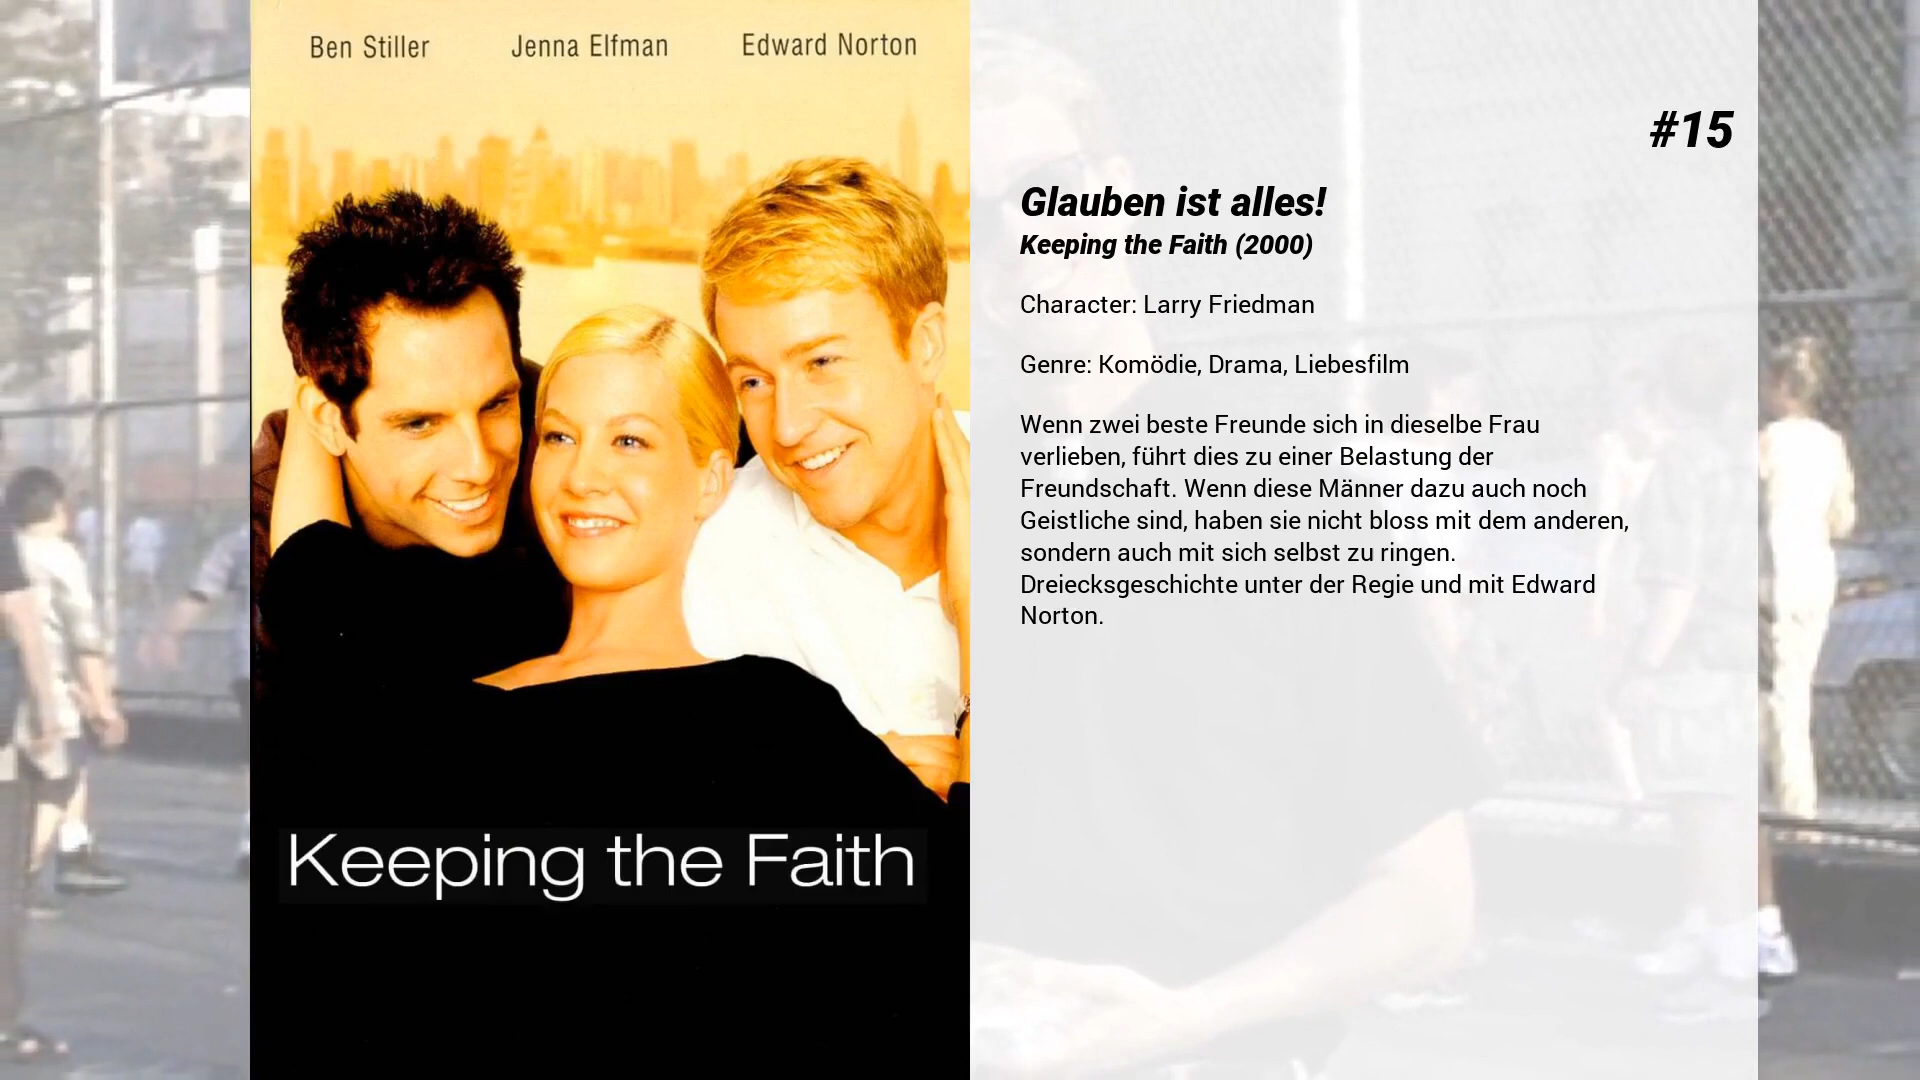 Ben Stiller Jenna Elfman Edward Norton
Keeping the Faith
#15
Glauben ist alles!
Keeping the Faith (2000)
Character: Larry Friedman
Genre: Komödie, Drama, Liebesfilm
Wenn zwei beste Freunde sich in dieselbe Frau
verlieben, führt dies zu einer Belastung der
Freundschaft. Wenn diese Männer dazu auch noch
Geistliche sind, haben sie nicht bloss mit dem anderen,
sondern auch mit sich selbst zu ringen.
Dreiecksgeschichte unter der Regie und mit Edward
Norton.